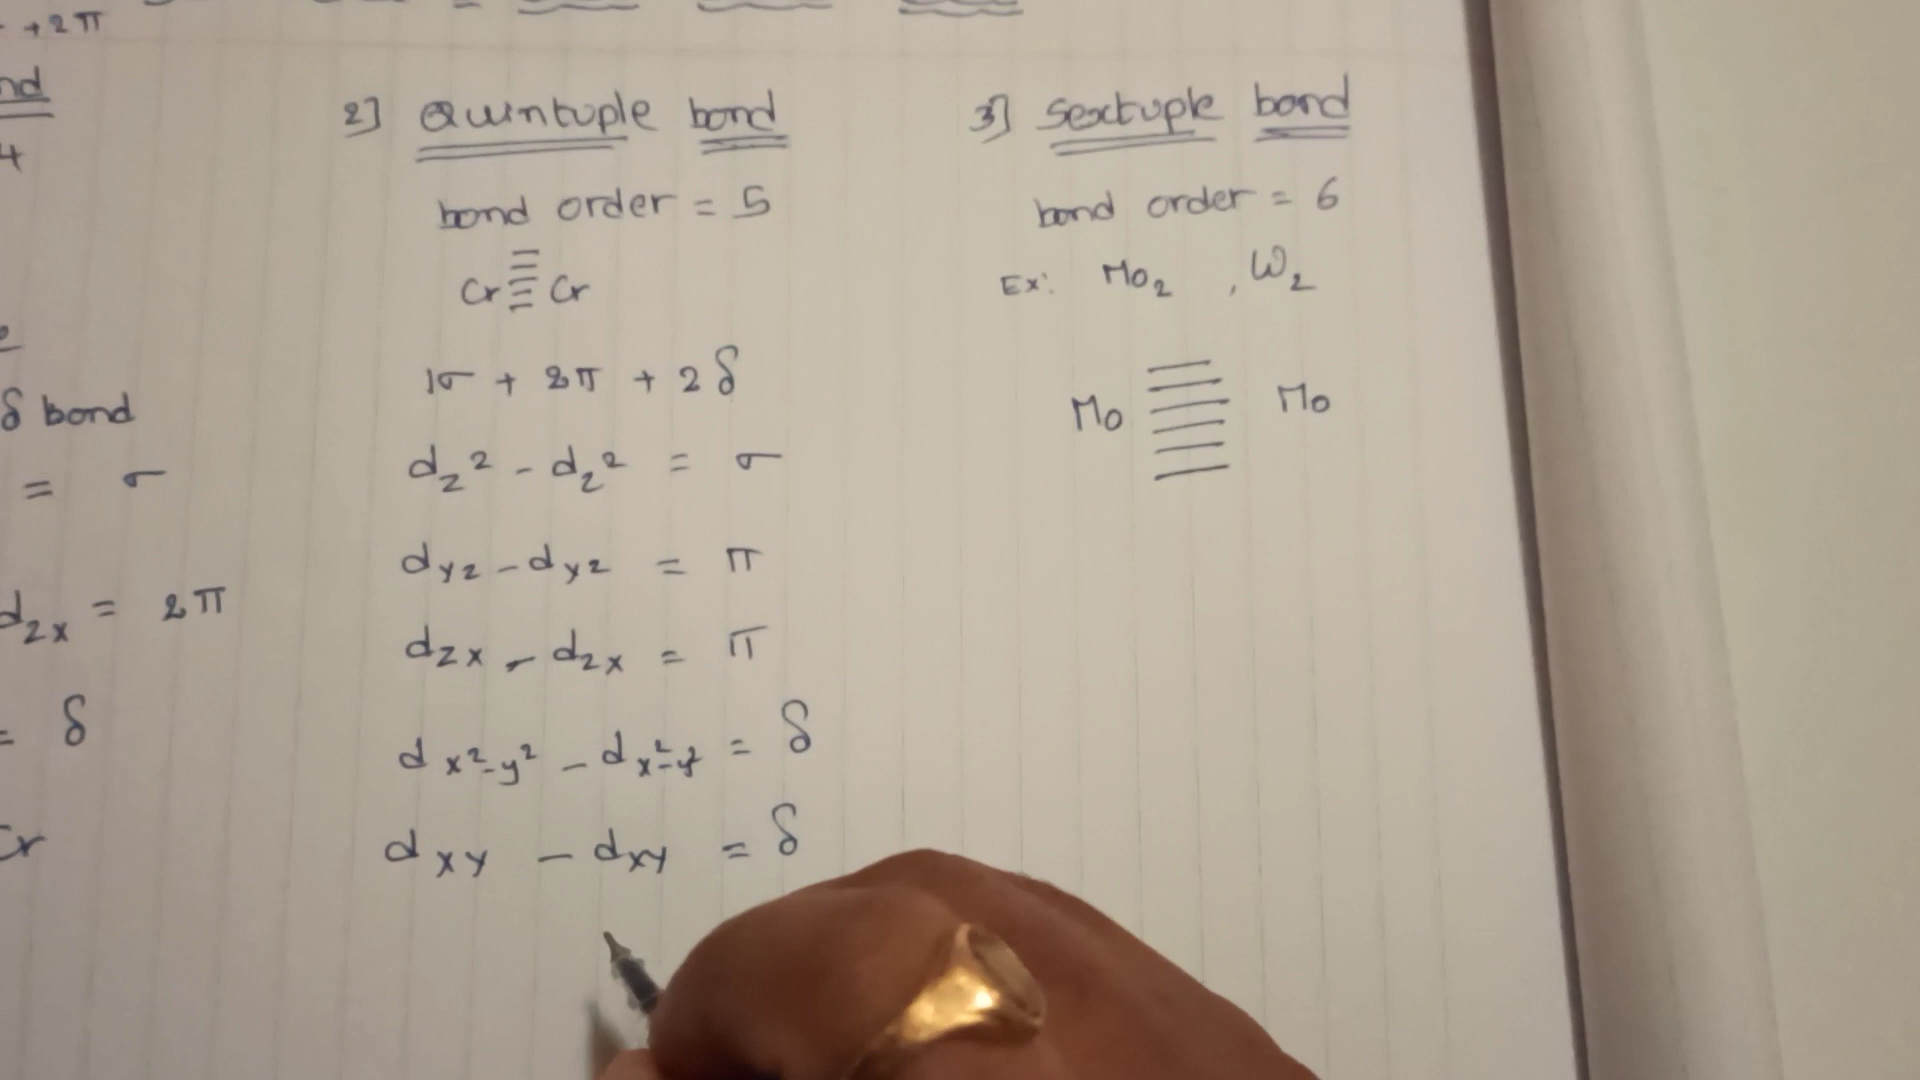 +2π
nd
4
δ bond
= σ
dzx = 2π
= δ
Cr
2] Quintuple bond
bond order = 5
Cr ≡ Cr
1σ + 2π + 2δ
dz² - dz² = σ
dyz - dyz = π
dzx - dzx = π
dx²-y² - dx²-y² = δ
dxy - dxy = δ
3] Sextuple bond
bond order = 6
Ex: Mo₂ , W₂
Mo Mo